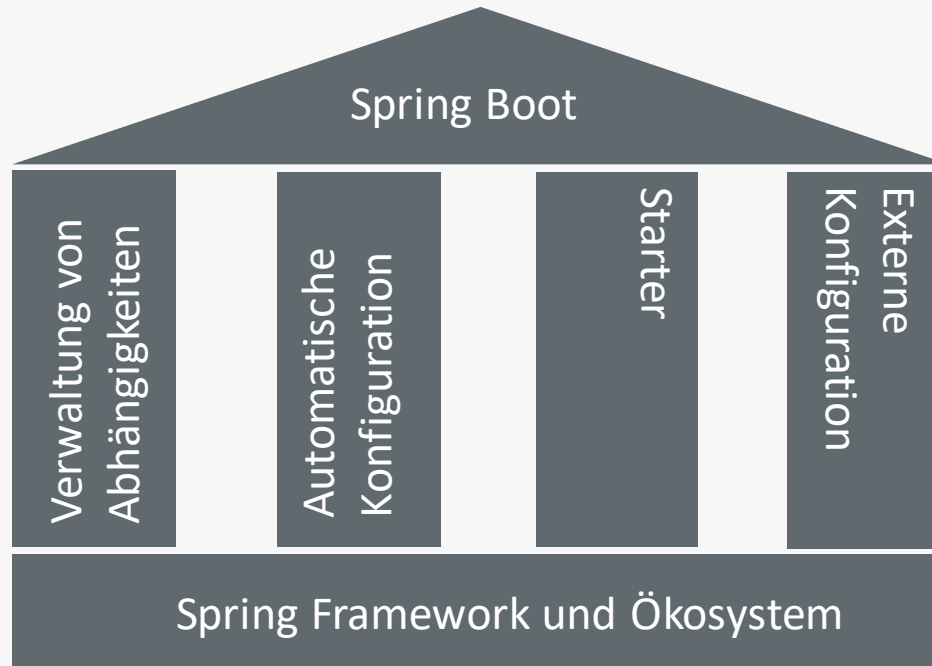 Spring Boot
Verwaltung von
Abhängigkeiten
Automatische
Konfiguration
Starter
Externe
Konfiguration
Spring Framework und Ökosystem